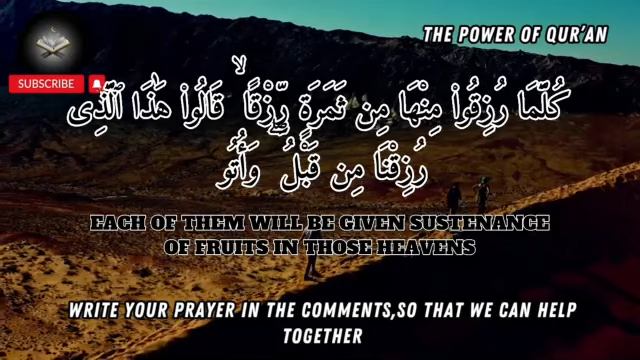 THE POWER OF QUR'AN
SUBSCRIBE
كُلَّمَا رُزِقُوا۟ مِنْهَا مِن ثَمَرَةٍ رِّزْقًا ۙ قَالُوا۟ هَٰذَا ٱلَّذِى
رُزِقْنَا مِن قَبْلُ ۖ وَأُتُو
EACH OF THEM WILL BE GIVEN SUSTENANCE
OF FRUITS IN THOSE HEAVENS
WRITE YOUR PRAYER IN THE COMMENTS,SO THAT WE CAN HELP
TOGETHER